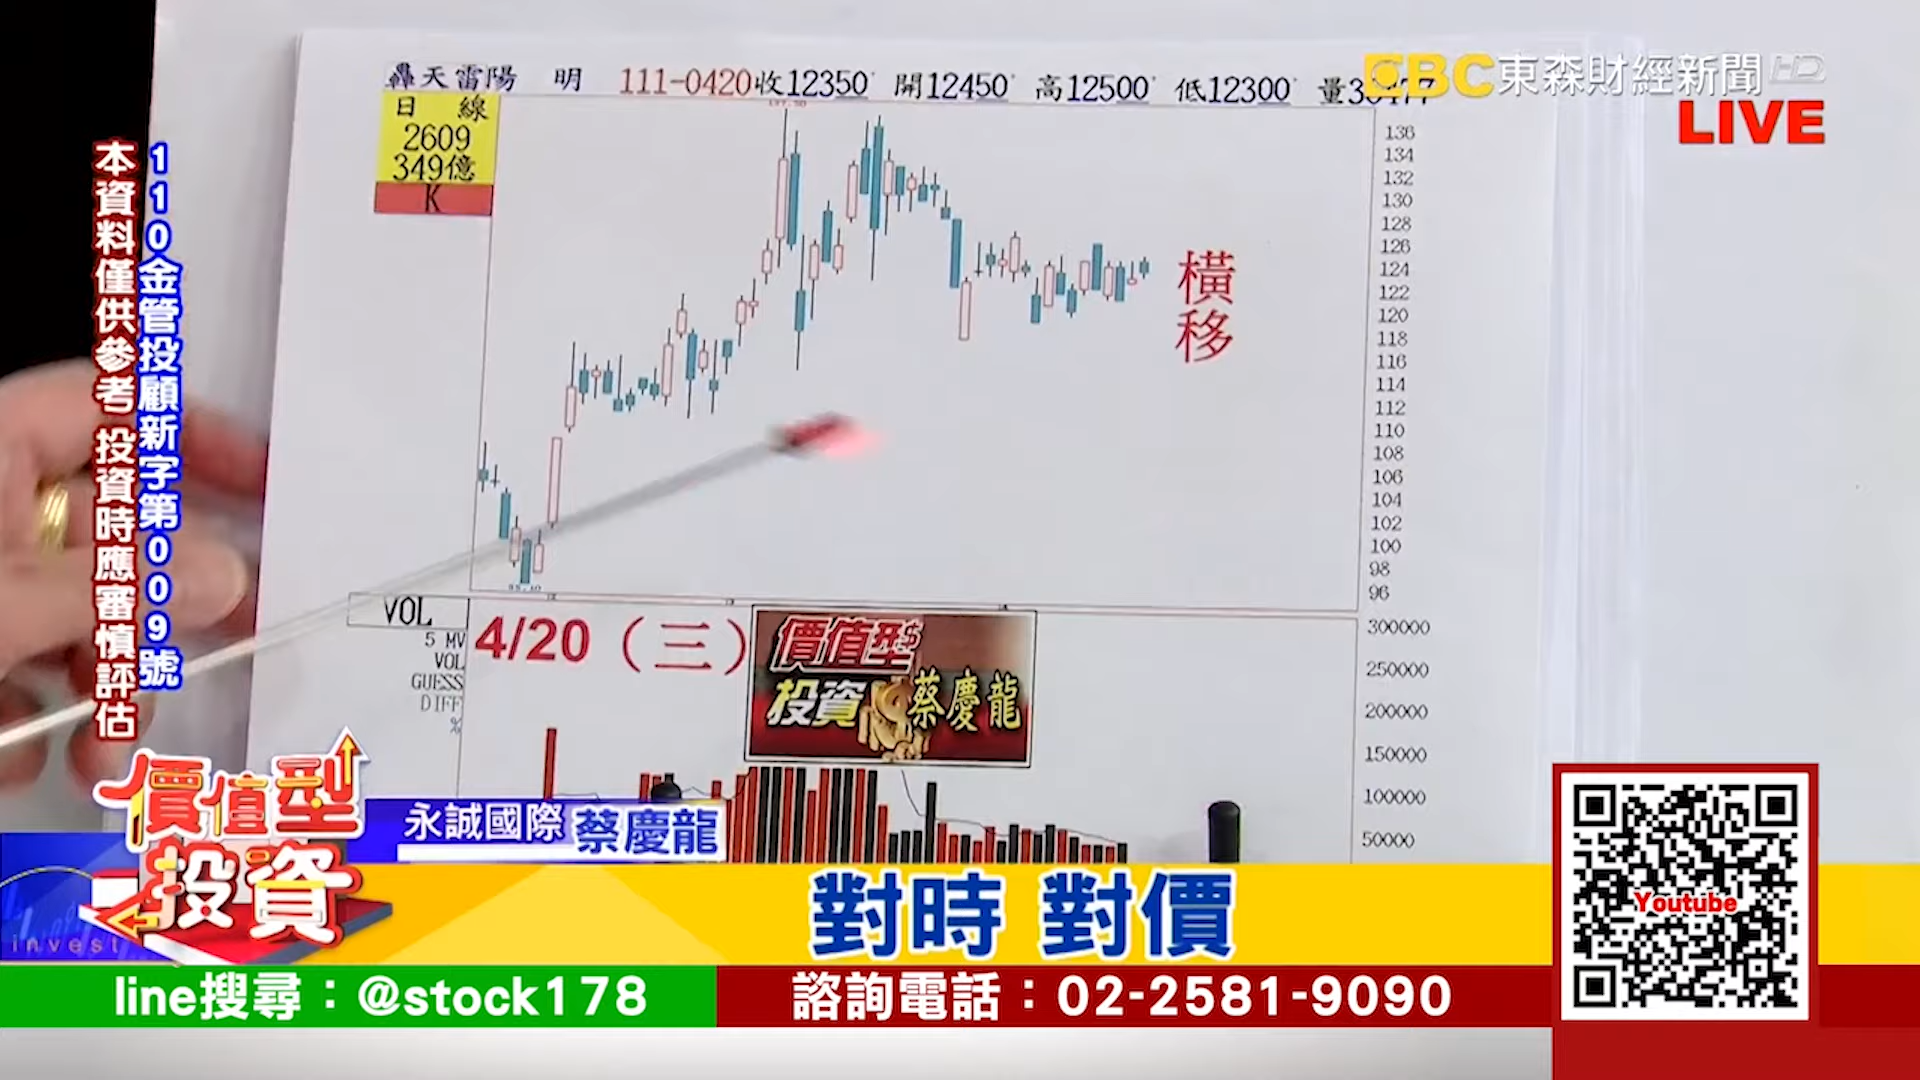 轟天雷陽 明 111-0420收12350 開12450 高12500 低12300
EBC東森財經新聞HD
LIVE
日 線
2609
349億
K
本資料僅供參考 投資時應審慎評估
110金管投顧新字第009號
136
134
132
130
128
126
124
122
120
118
116
114
112
110
108
106
104
102
100
98
96
橫移
VOL
5 MV
VOL
GUESS
DIFF
%
4/20(三)
價值型$
投資 蔡慶龍
300000
250000
200000
150000
100000
50000
價值型
投資
invest
永誠國際 蔡慶龍
對時 對價
Youtube
line搜尋:@stock178
諮詢電話:02-2581-9090